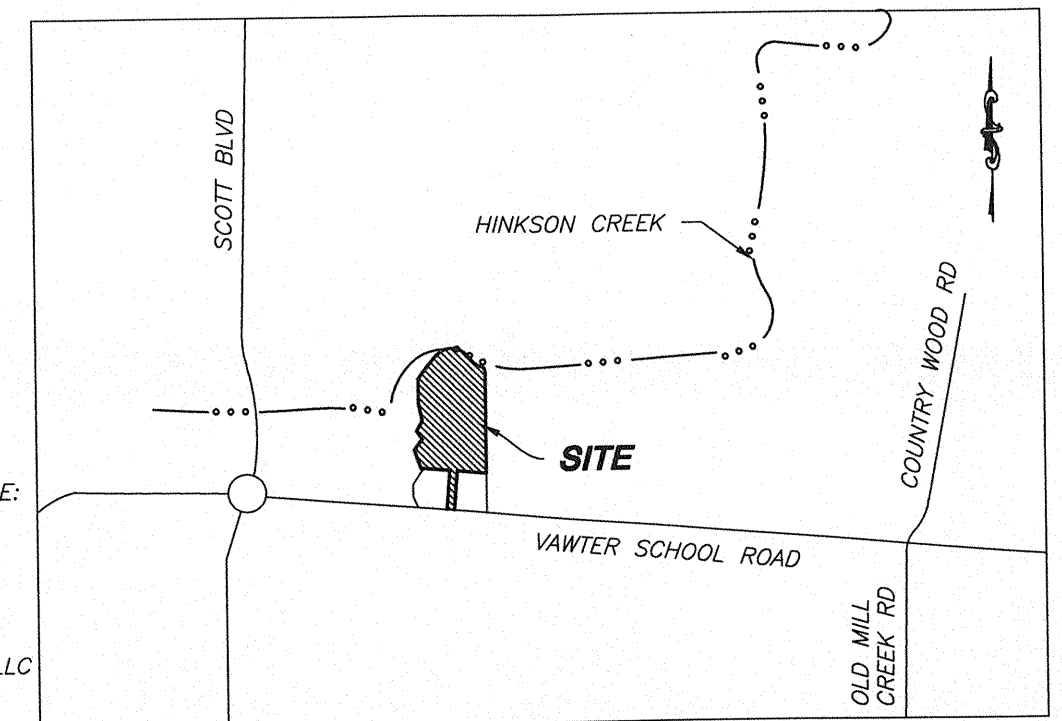 SCOTT BLVD
HINKSON CREEK
COUNTRY WOOD RD
SITE
E:
VAWTER SCHOOL ROAD
OLD MILL
CREEK RD
LLC